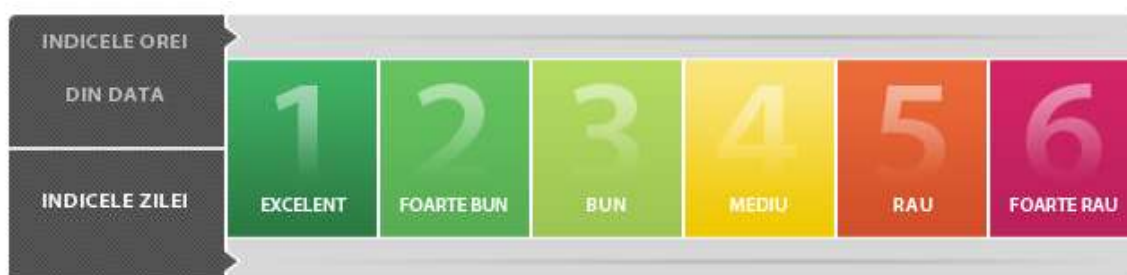 INDICELE OREI
DIN DATA
INDICELE ZILEI
1 2 3 4 5 6
EXCELENT FOARTE BUN BUN MEDIU RAU FOARTE RAU